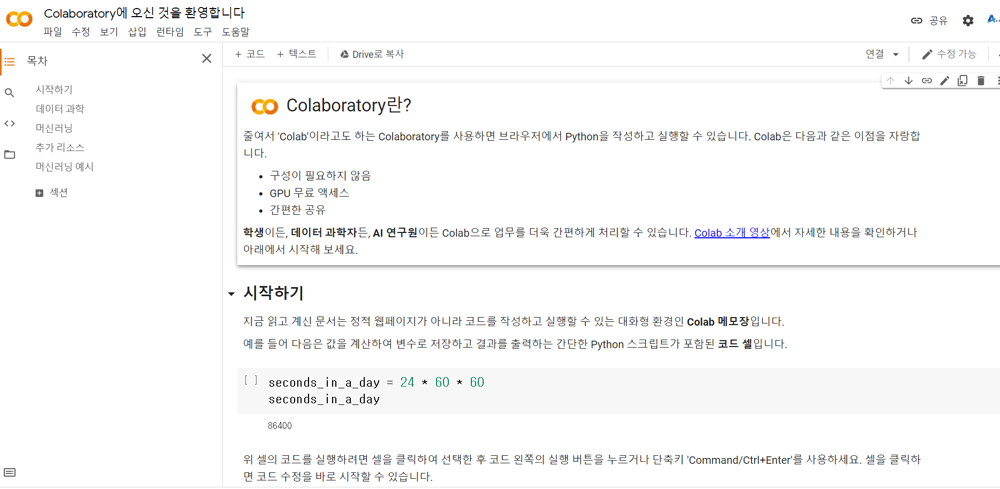 Colaboratory에 오신 것을 환영합니다
파일 수정 보기 삽입 런타임 도구 도움말
공유
목차
시작하기
데이터 과학
머신러닝
추가 리소스
머신러닝 예시
섹션
+ 코드 + 텍스트 Drive로 복사
연결 수정 가능
Colaboratory란?
줄여서 'Colab'이라고도 하는 Colaboratory를 사용하면 브라우저에서 Python을 작성하고 실행할 수 있습니다. Colab은 다음과 같은 이점을 자랑합
니다.
• 구성이 필요하지 않음
• GPU 무료 액세스
• 간편한 공유
학생이든, 데이터 과학자든, AI 연구원이든 Colab으로 업무를 더욱 간편하게 처리할 수 있습니다. Colab 소개 영상에서 자세한 내용을 확인하거나
아래에서 시작해 보세요.
시작하기
지금 읽고 계신 문서는 정적 웹페이지가 아니라 코드를 작성하고 실행할 수 있는 대화형 환경인 Colab 메모장입니다.
예를 들어 다음은 값을 계산하여 변수로 저장하고 결과를 출력하는 간단한 Python 스크립트가 포함된 코드 셀입니다.
[ ] seconds_in_a_day = 24 * 60 * 60
seconds_in_a_day
86400
위 셀의 코드를 실행하려면 셀을 클릭하여 선택한 후 코드 왼쪽의 실행 버튼을 누르거나 단축키 'Command/Ctrl+Enter'를 사용하세요. 셀을 클릭하
면 코드 수정을 바로 시작할 수 있습니다.